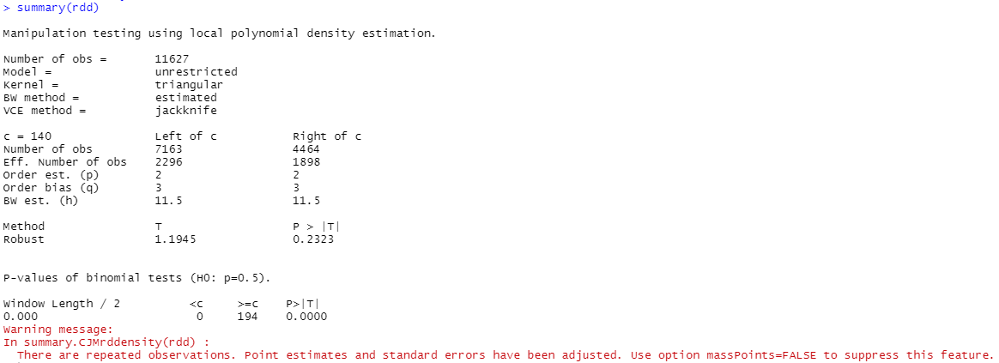 > summary(rdd)
Manipulation testing using local polynomial density estimation.
Number of obs = 11627
Model = unrestricted
Kernel = triangular
BW method = estimated
VCE method = jackknife
c = 140 Left of c Right of c
Number of obs 7163 4464
Eff. Number of obs 2296 1898
Order est. (p) 2 2
Order bias (q) 3 3
BW est. (h) 11.5 11.5
Method T P > |T|
Robust 1.1945 0.2323
P-values of binomial tests (H0: p=0.5).
Window Length / 2 <c >=c P>|T|
0.000 0 194 0.0000
Warning message:
In summary.CJMrddensity(rdd) :
There are repeated observations. Point estimates and standard errors have been adjusted. Use option massPoints=FALSE to suppress this feature.